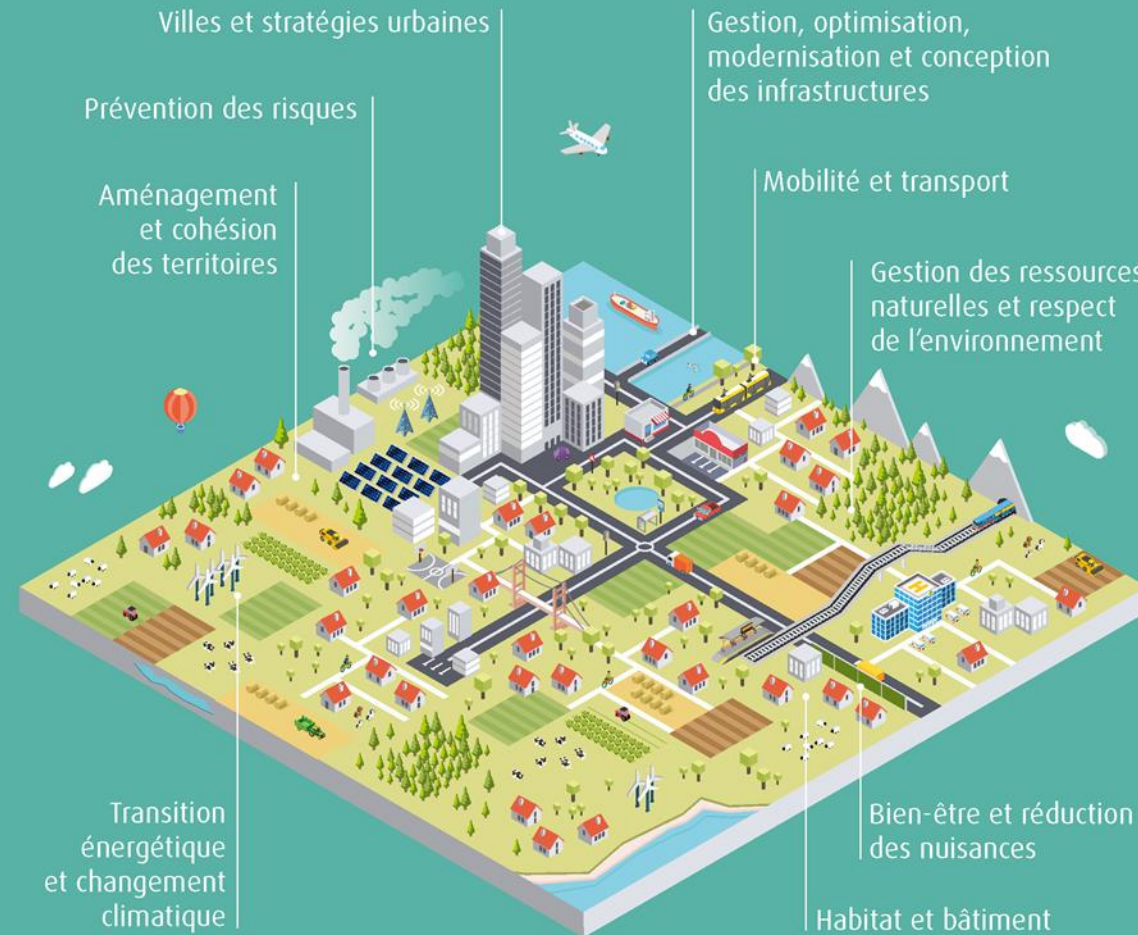 Villes et stratégies urbaines
Gestion, optimisation,
modernisation et conception
des infrastructures
Prévention des risques
Mobilité et transport
Aménagement
et cohésion
des territoires
Gestion des ressources
naturelles et respect
de l'environnement
H
Transition
énergétique
et changement
climatique
Bien-être et réduction
des nuisances
Habitat et bâtiment